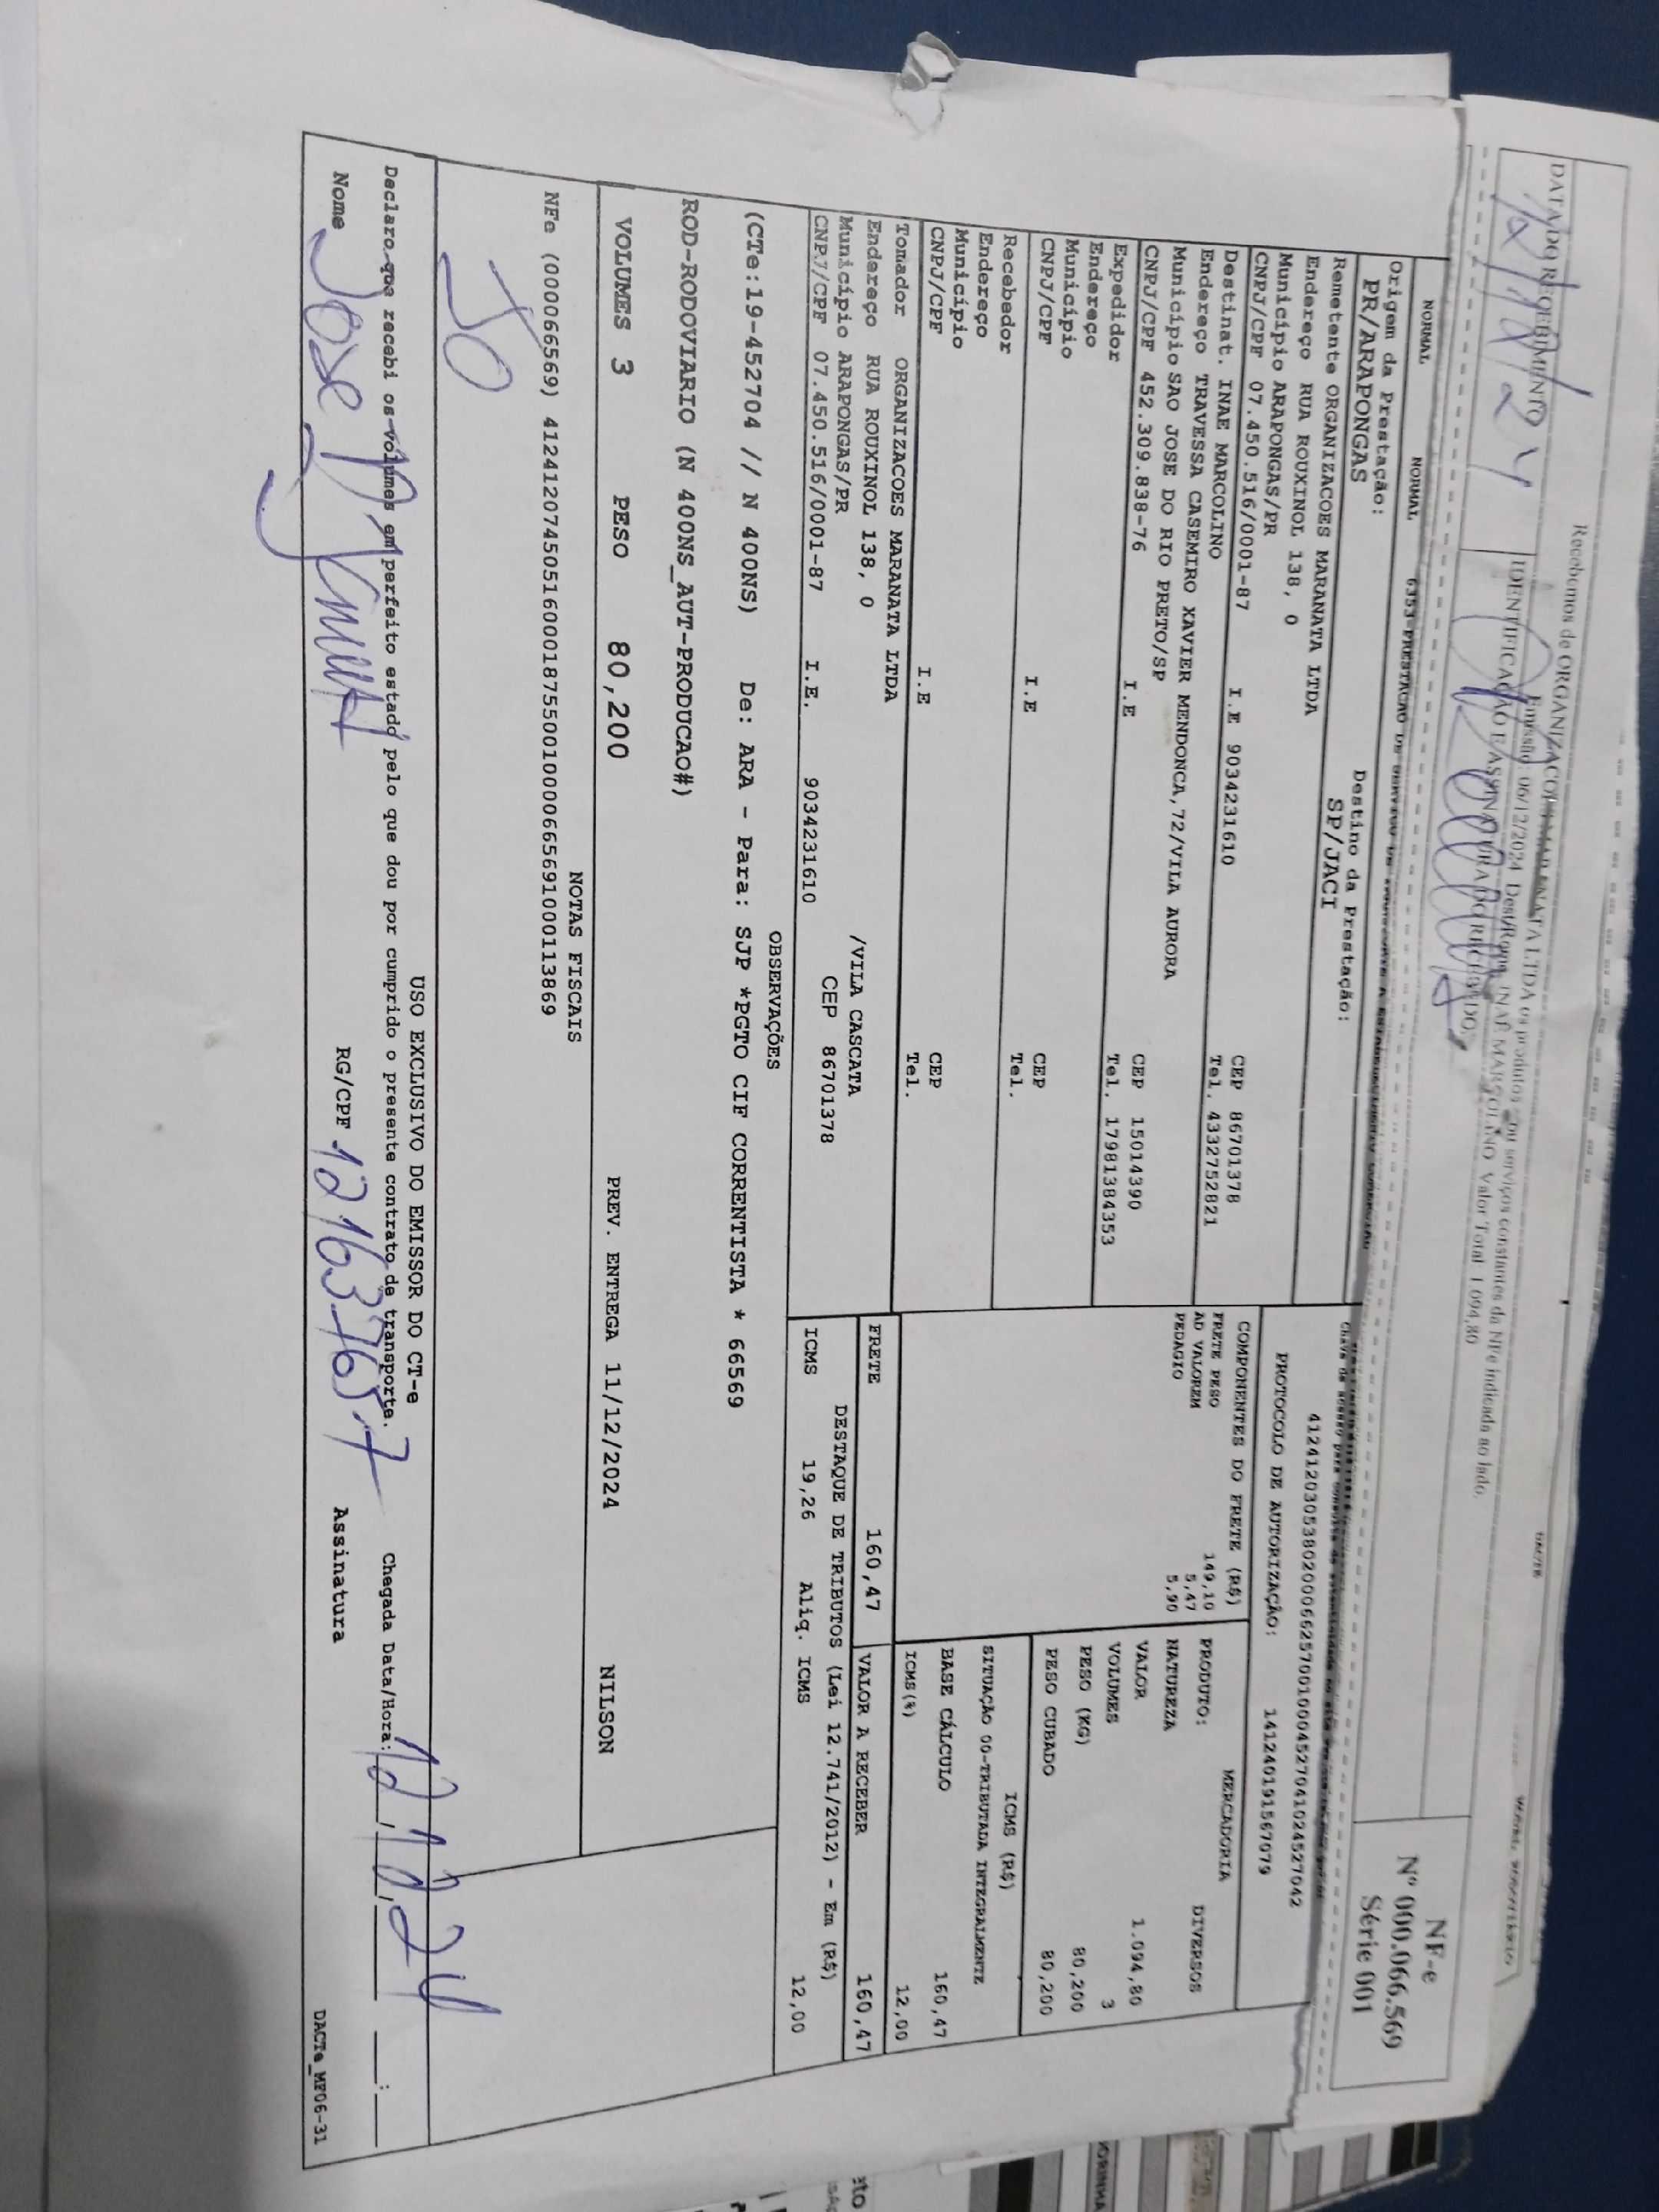 Recebemos de ORGANIZACOES MARANATA LTDA os produtos e/ou serviços constantes da NFe indicada ao lado.
Emissão: 06/12/2024 Dest/Rem: INAE MARCOLINO Valor Total: 1.094,80
DATA DO RECEBIMENTO
12/12/24
IDENTIFICAÇÃO E ASSINATURA DO RECEBEDOR
NF-e
Nº 000.066.569
Série 001
NORMAL NORMAL
Origem da Prestação: Destino da Prestação:
PR/ARAPONGAS SP/JACI
41241203053802000662570010004527041024527042
PROTOCOLO DE AUTORIZAÇÃO: 141240191567079
Remetente ORGANIZACOES MARANATA LTDA
Endereço RUA ROUXINOL 138, 0
Município ARAPONGAS/PR CEP 86701378
CNPJ/CPF 07.450.516/0001-87 I.E 9034231610 Tel. 4332752821
Destinat. INAE MARCOLINO
Endereço TRAVESSA CASEMIRO XAVIER MENDONCA,72/VILA AURORA
Município SAO JOSE DO RIO PRETO/SP CEP 15014390
CNPJ/CPF 452.309.838-76 I.E Tel. 17981384353
Expedidor
Endereço
Município CEP
CNPJ/CPF I.E Tel.
Recebedor
Endereço
Município CEP
CNPJ/CPF I.E Tel.
Tomador ORGANIZACOES MARANATA LTDA
Endereço RUA ROUXINOL 138, 0 /VILA CASCATA
Município ARAPONGAS/PR CEP 86701378
CNPJ/CPF 07.450.516/0001-87 I.E. 9034231610
COMPONENTES DO FRETE (R$)
FRETE PESO 149,10
AD VALOREM 5,47
PEDAGIO 5,90
MERCADORIA
PRODUTO: DIVERSOS
NATUREZA
VALOR 1.094,80
VOLUMES 3
PESO (KG) 80,200
PESO CUBADO 80,200
ICMS (R$)
SITUAÇÃO 00-TRIBUTADA INTEGRALMENTE
BASE CÁLCULO 160,47
ICMS(%) 12,00
FRETE 160,47 VALOR A RECEBER 160,47
DESTAQUE DE TRIBUTOS (Lei 12.741/2012) - Em (R$)
ICMS 19,26 Aliq. ICMS 12,00
OBSERVAÇÕES
(CTe:19-452704 // N 400NS) De: ARA - Para: SJP *PGTO CIF CORRENTISTA * 66569
ROD-RODOVIARIO (N 400NS_AUT-PRODUCAO#)
VOLUMES 3 PESO 80,200 PREV. ENTREGA 11/12/2024 NILSON
NOTAS FISCAIS
NFe (000066569) 41241207450516000187550010000665691000113869
USO EXCLUSIVO DO EMISSOR DO CT-e
Declaro que recebi os volumes em perfeito estado pelo que dou por cumprido o presente contrato de transporte. Chegada Data/Hora: 12/12/24 __:__
Nome Jose RG/CPF 121637657 Assinatura
DACTe_MF06-31